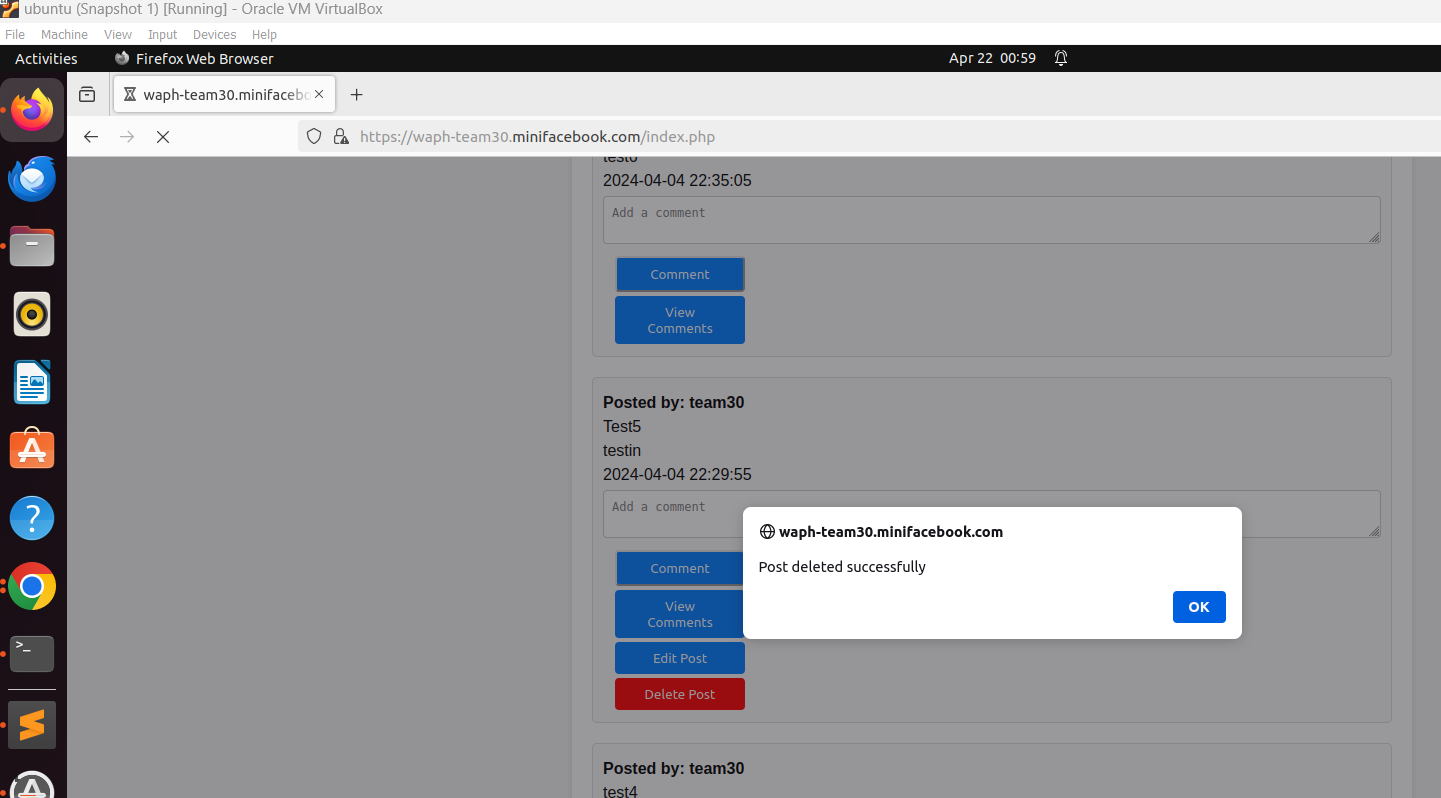 ubuntu (Snapshot 1) [Running] - Oracle VM VirtualBox
File Machine View Input Devices Help
Activities Firefox Web Browser Apr 22 00:59
waph-team30.minifacebo
https://waph-team30.minifacebook.com/index.php
test6
2024-04-04 22:35:05
Add a comment
Comment
View
Comments
Posted by: team30
Test5
testin
2024-04-04 22:29:55
Add a comment
Comment
View
Comments
Edit Post
Delete Post
waph-team30.minifacebook.com
Post deleted successfully
OK
Posted by: team30
test4